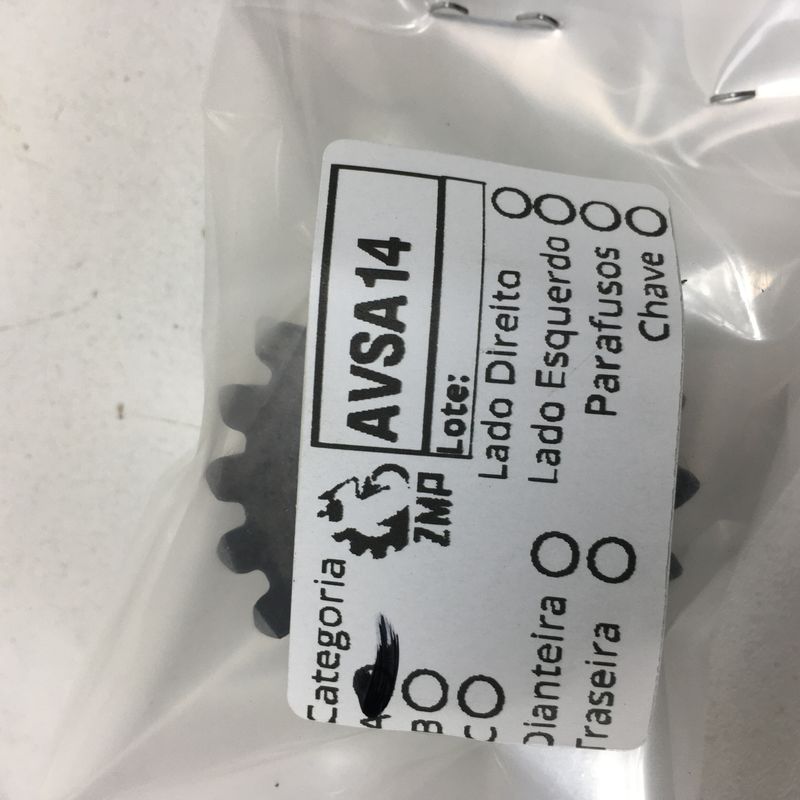 AVSA14
Lote:
ZMP
Categoria
A
B
C
Lado Direito
Lado Esquerdo
Parafusos
Chave
Dianteira
Traseira